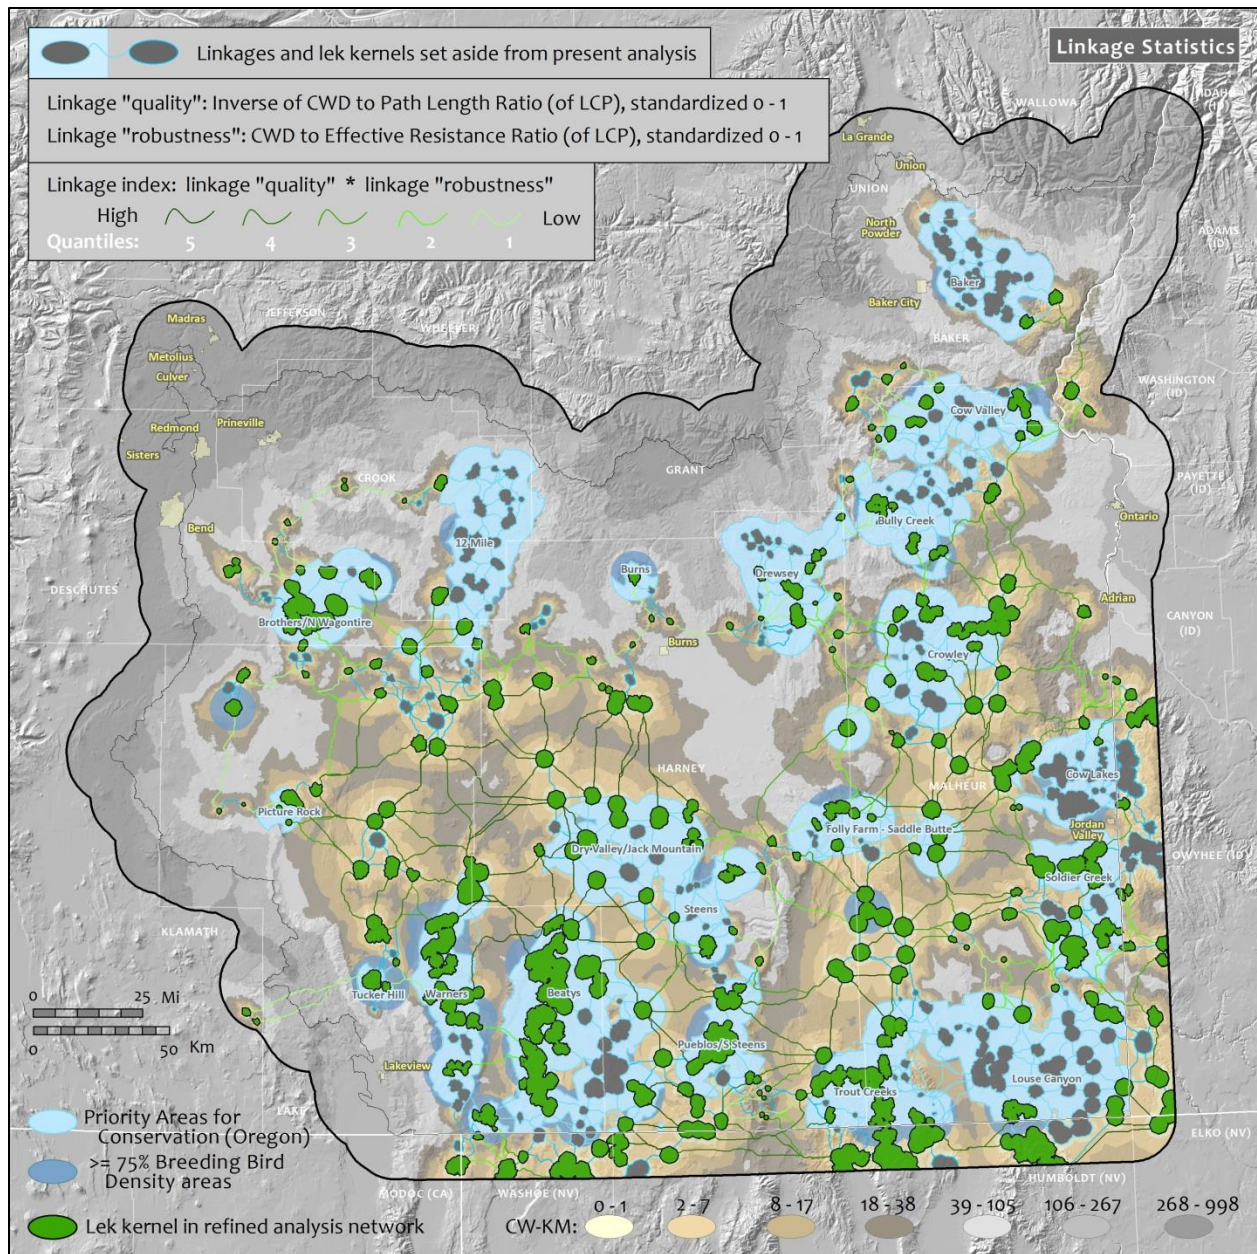 Linkages and lek kernels set aside from present analysis
Linkage Statistics
Linkage "quality": Inverse of CWD to Path Length Ratio (of LCP), standardized 0 - 1
Linkage "robustness": CWD to Effective Resistance Ratio (of LCP), standardized 0 - 1
Linkage index: linkage "quality" * linkage "robustness"
High Low
Quantiles: 5 4 3 2 1
IDAHO (ID)
WALLOWA
La Grande
Union
UNION
ADAMS (ID)
North Powder
Baker
Baker City
BAKER
JEFFERSON
Madras
WHEELER
Metolius
Culver
WASHINGTON (ID)
Cow Valley
Redmond
Prineville
Sisters
GRANT
PAYETTE (ID)
CROOK
Ontario
Bend
Bully Creek
12 Mile
Burns
Drewsey
DESCHUTES
Adrian
Brothers/N Wagontire
CANYON (ID)
Burns
Crowley
HARNEY
Cow Lakes
MALHEUR
Picture Rock
Jordan Valley
Folly Farm - Saddle Butte
Dry Valley/Jack Mountain
OWYHEE (ID)
Soldier Creek
Steens
KLAMATH
Tucker Hill
Warners
Beatys
0 25 Mi
0 50 Km
Pueblos/S Steens
Lakeview
Trout Creeks
Louse Canyon
LAKE
Priority Areas for
Conservation (Oregon)
ELKO (NV)
>= 75% Breeding Bird
Density areas
MODOC (CA)
WASHOE (NV)
HUMBOLDT (NV)
Lek kernel in refined analysis network
CW-KM: 0 - 1 2 - 7 8 - 17 18 - 38 39 - 105 106 - 267 268 - 998